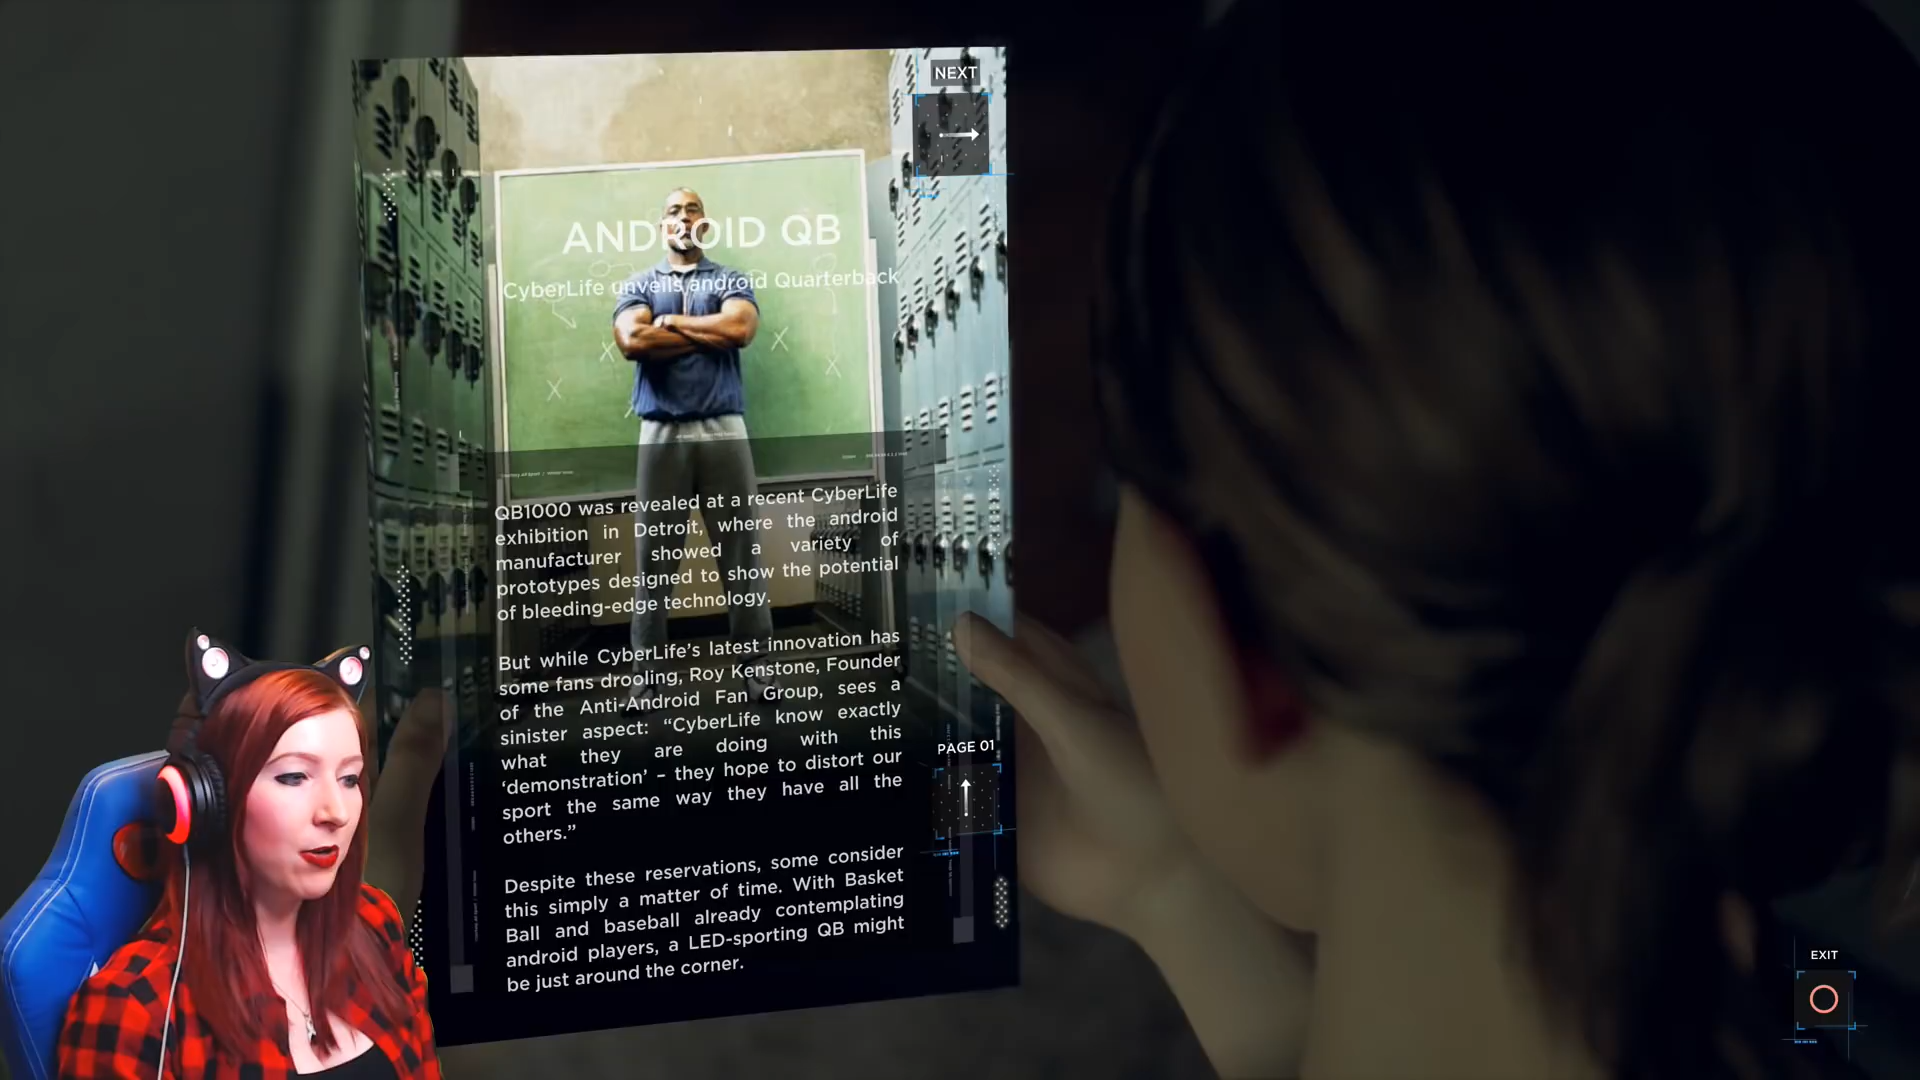 NEXT
ANDROID QB
CyberLife unveils android Quarterback
QB1000 was revealed at a recent CyberLife
exhibition in Detroit, where the android
manufacturer showed a variety of
prototypes designed to show the potential
of bleeding-edge technology.
But while CyberLife's latest innovation has
some fans drooling, Roy Kenstone, Founder
of the Anti-Android Fan Group, sees a
sinister aspect: “CyberLife know exactly
what they are doing with this
‘demonstration’ – they hope to distort our
sport the same way they have all the
others.”
PAGE 01
Despite these reservations, some consider
this simply a matter of time. With Basket
Ball and baseball already contemplating
android players, a LED-sporting QB might
be just around the corner.
EXIT